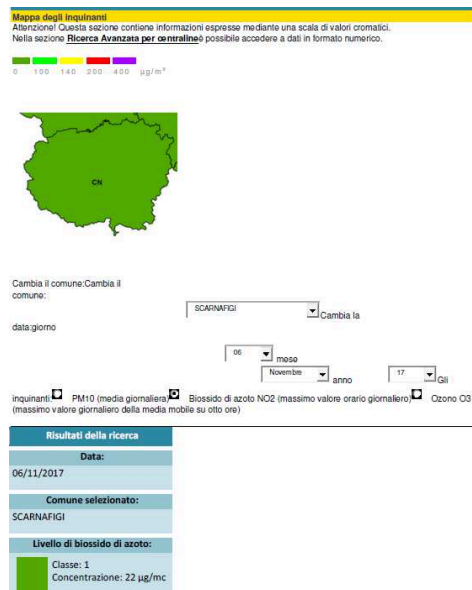 Mappa degli inquinanti
Attenzione! Questa sezione contiene informazioni espresse mediante una scala di valori cromatici.
Nella sezione Ricerca Avanzata per centralineè possibile accedere a dati in formato numerico.
0 100 140 200 400 µg/m³
CN
Cambia il comune:Cambia il
comune:
SCARNAFIGI Cambia la
data:giorno
06 mese
Novembre anno 17 Gli
inquinanti: PM10 (media giornaliera) Biossido di azoto NO2 (massimo valore orario giornaliero) Ozono O3
(massimo valore giornaliero della media mobile su otto ore)
Risultati della ricerca
Data:
06/11/2017
Comune selezionato:
SCARNAFIGI
Livello di biossido di azoto:
Classe: 1
Concentrazione: 22 µg/mc